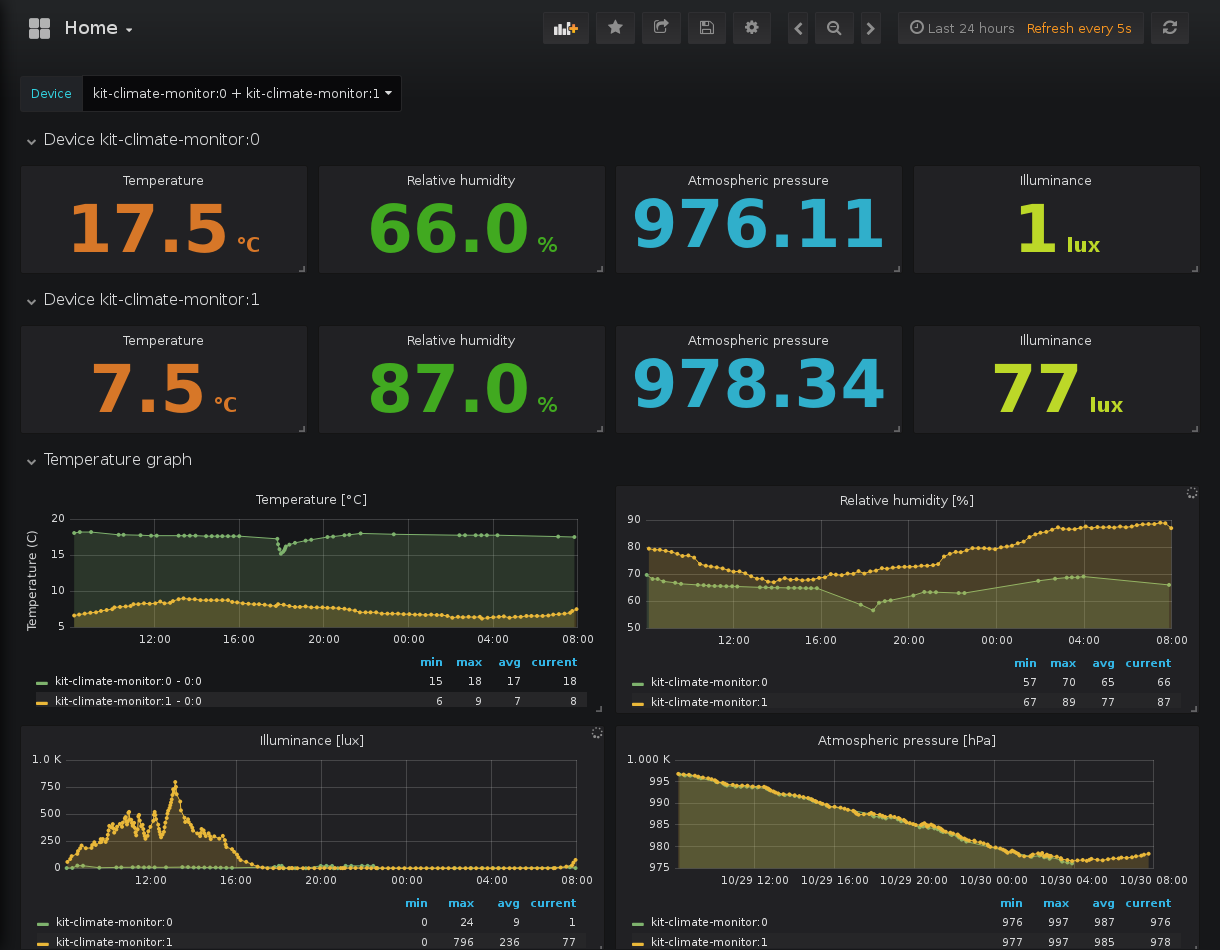 Home
Last 24 hours Refresh every 5s
Device kit-climate-monitor:0 + kit-climate-monitor:1
Device kit-climate-monitor:0
Temperature Relative humidity Atmospheric pressure Illuminance
17.5 °C 66.0 % 976.11 1 lux
Device kit-climate-monitor:1
Temperature Relative humidity Atmospheric pressure Illuminance
7.5 °C 87.0 % 978.34 77 lux
Temperature graph
Temperature [°C]
Temperature (C)
20
15
10
5
12:00 16:00 20:00 00:00 04:00 08:00
min max avg current
kit-climate-monitor:0 - 0:0 15 18 17 18
kit-climate-monitor:1 - 0:0 6 9 7 8
Relative humidity [%]
90
80
70
60
50
12:00 16:00 20:00 00:00 04:00 08:00
min max avg current
kit-climate-monitor:0 57 70 65 66
kit-climate-monitor:1 67 89 77 87
Illuminance [lux]
1.0 K
750
500
250
0
12:00 16:00 20:00 00:00 04:00 08:00
min max avg current
kit-climate-monitor:0 0 24 9 1
kit-climate-monitor:1 0 796 236 77
Atmospheric pressure [hPa]
1.000 K
995
990
985
980
975
10/29 12:00 10/29 16:00 10/29 20:00 10/30 00:00 10/30 04:00 10/30 08:00
min max avg current
kit-climate-monitor:0 976 997 987 976
kit-climate-monitor:1 977 997 985 978